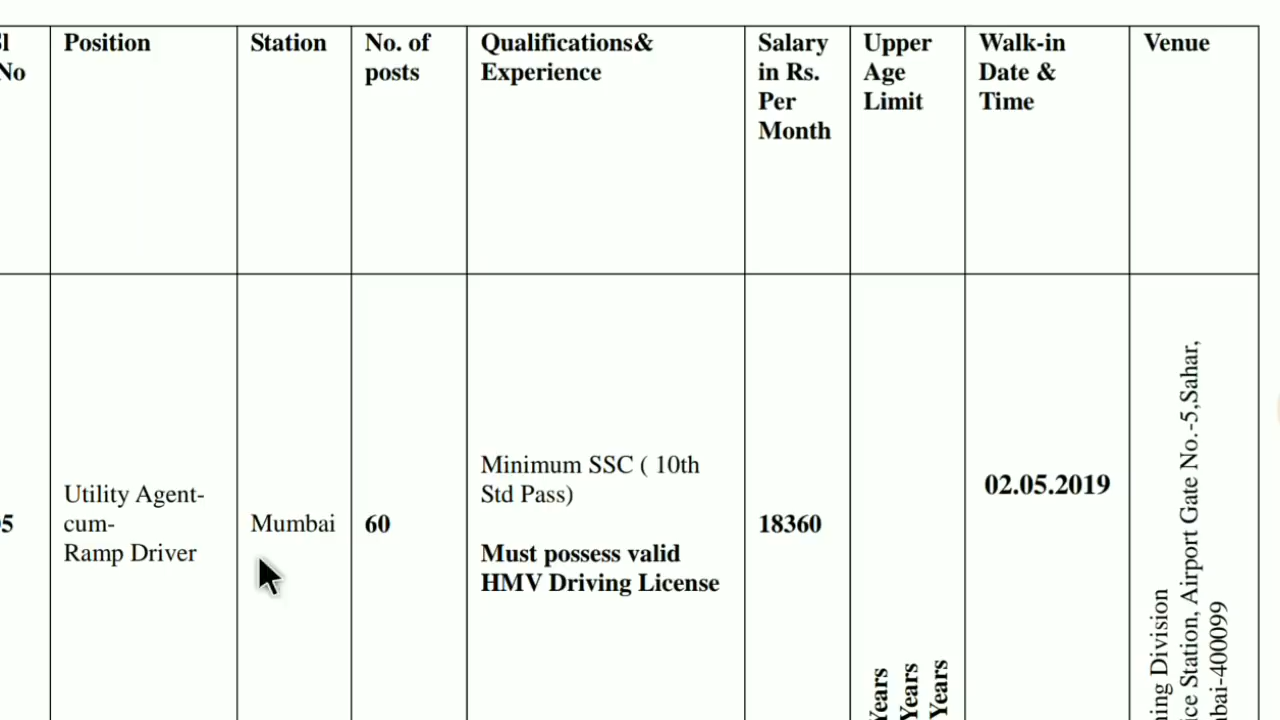 No
Position
Station
No. of
posts
Qualifications&
Experience
Salary
in Rs.
Per
Month
Upper
Age
Limit
Walk-in
Date &
Time
Venue
5
Utility Agent-
cum-
Ramp Driver
Mumbai
60
Minimum SSC ( 10th
Std Pass)
Must possess valid
HMV Driving License
18360
Years
Years
Years
02.05.2019
Division
Station, Airport Gate No.-5,Sahar,
-400099